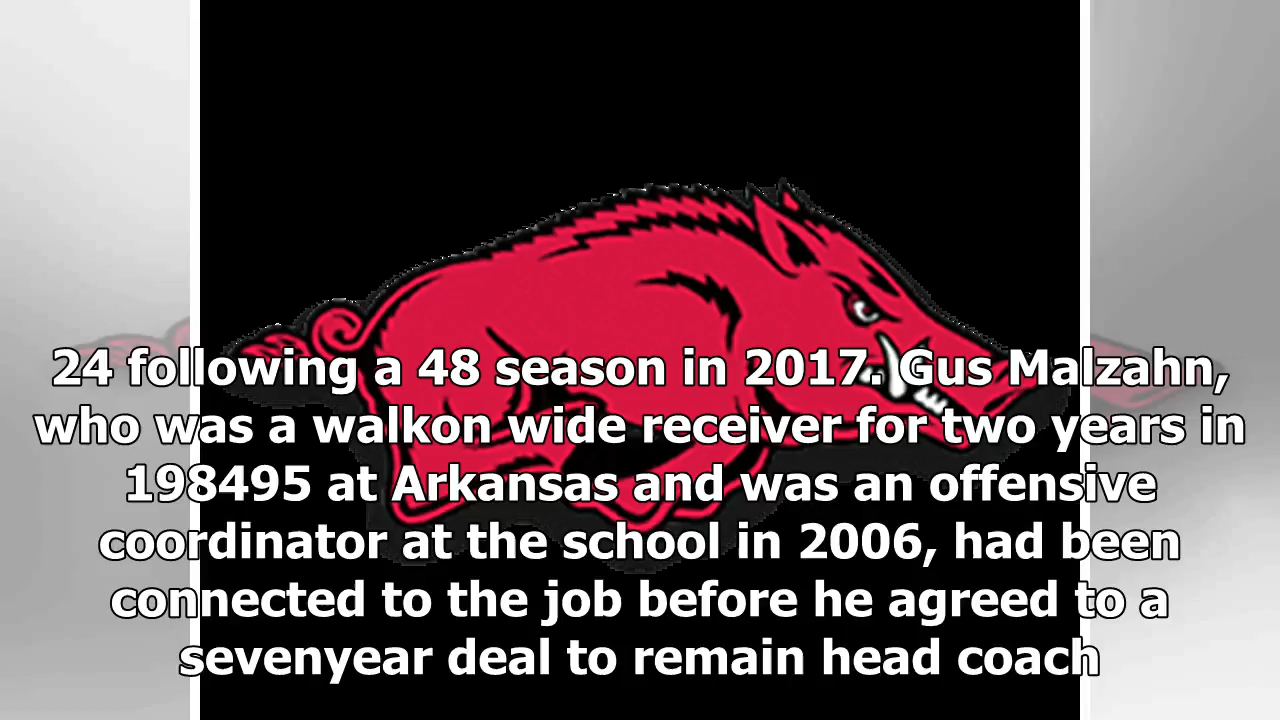 24 following a 48 season in 2017. Gus Malzahn,
who was a walkon wide receiver for two years in
198495 at Arkansas and was an offensive
coordinator at the school in 2006, had been
connected to the job before he agreed to a
sevenyear deal to remain head coach